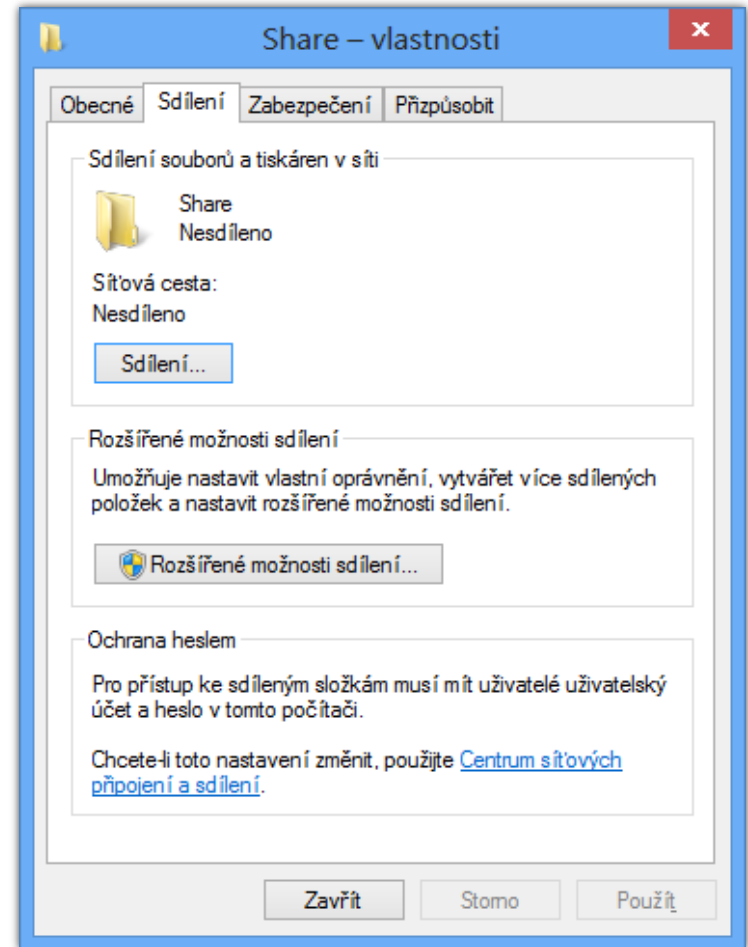 Share – vlastnosti
Obecné Sdílení Zabezpečení Přizpůsobit
Sdílení souborů a tiskáren v síti
Share
Nesdíleno
Síťová cesta:
Nesdíleno
Sdílení...
Rozšířené možnosti sdílení
Umožňuje nastavit vlastní oprávnění, vytvářet více sdílených
položek a nastavit rozšířené možnosti sdílení.
Rozšířené možnosti sdílení...
Ochrana heslem
Pro přístup ke sdíleným složkám musí mít uživatelé uživatelský
účet a heslo v tomto počítači.
Chcete-li toto nastavení změnit, použijte Centrum síťových
připojení a sdílení.
Zavřít Storno Použít